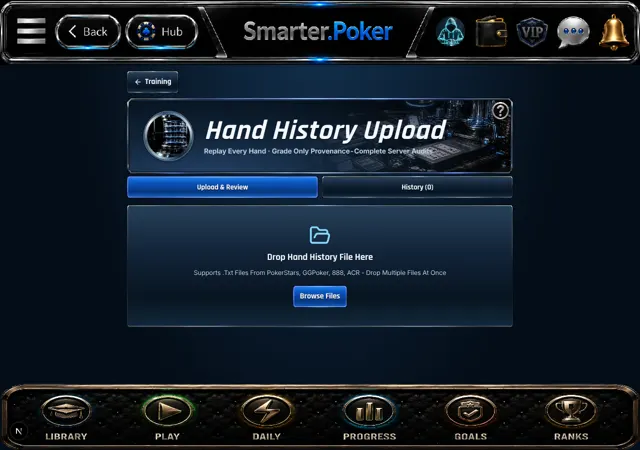 Back
Hub
Smarter.Poker
VIP
← Training
Hand History Upload
?
Replay Every Hand · Grade Only Provenance-Complete Server Audits
Upload & Review
History (0)
Drop Hand History File Here
Supports .Txt Files From PokerStars, GGPoker, 888, ACR - Drop Multiple Files At Once
Browse Files
N
LIBRARY
PLAY
DAILY
PROGRESS
GOALS
RANKS